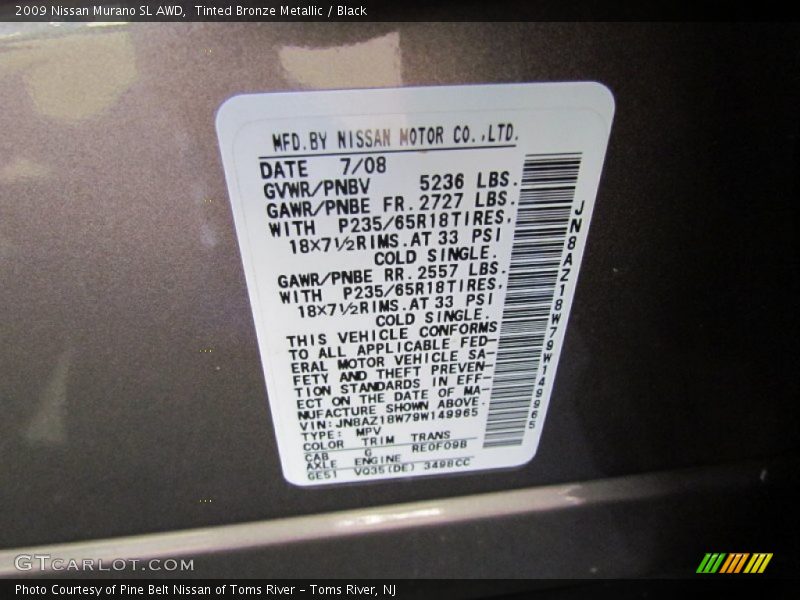 2009 Nissan Murano SL AWD,  Tinted Bronze Metallic / Black
MFD.BY NISSAN MOTOR CO.,LTD.
DATE 7/08
GVWR/PNBV 5236 LBS.
GAWR/PNBE FR. 2727 LBS.
WITH P235/65R18TIRES.
18×7½RIMS.AT 33 PSI
COLD SINGLE.
GAWR/PNBE RR. 2557 LBS.
WITH P235/65R18TIRES.
18×7½RIMS.AT 33 PSI
COLD SINGLE.
THIS VEHICLE CONFORMS
TO ALL APPLICABLE FED-
ERAL MOTOR VEHICLE SA-
FETY AND THEFT PREVEN-
TION STANDARDS IN EFF-
ECT ON THE DATE OF MA-
NUFACTURE SHOWN ABOVE.
VIN: JN8AZ18W79W149965
TYPE: MPV
COLOR TRIM TRANS
CAB G RE0F09B
AXLE ENGINE
GE51 VQ35(DE) 3498CC
JN8AZ18W79W149965
GTCARLOT.COM
Photo Courtesy of Pine Belt Nissan of Toms River – Toms River, NJ